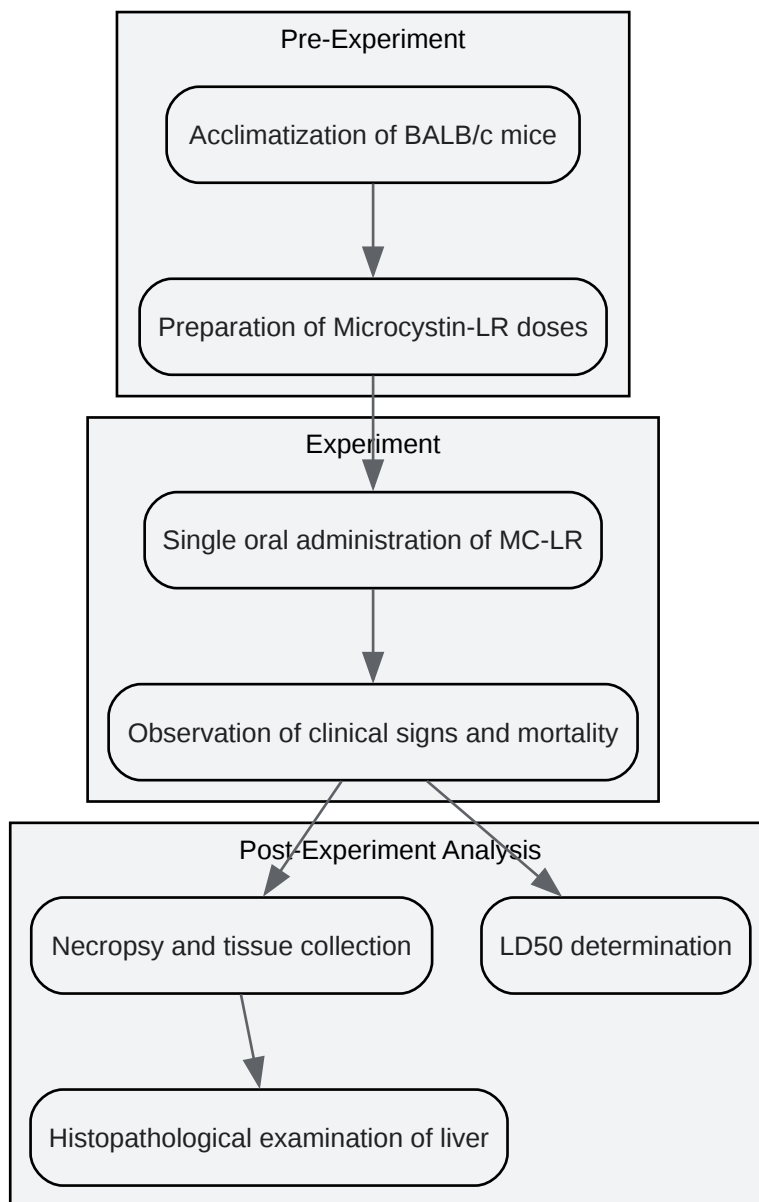 Pre-Experiment
Acclimatization of BALB/c mice
Preparation of Microcystin-LR doses
Experiment
Single oral administration of MC-LR
Observation of clinical signs and mortality
Post-Experiment Analysis
Necropsy and tissue collection
LD50 determination
Histopathological examination of liver